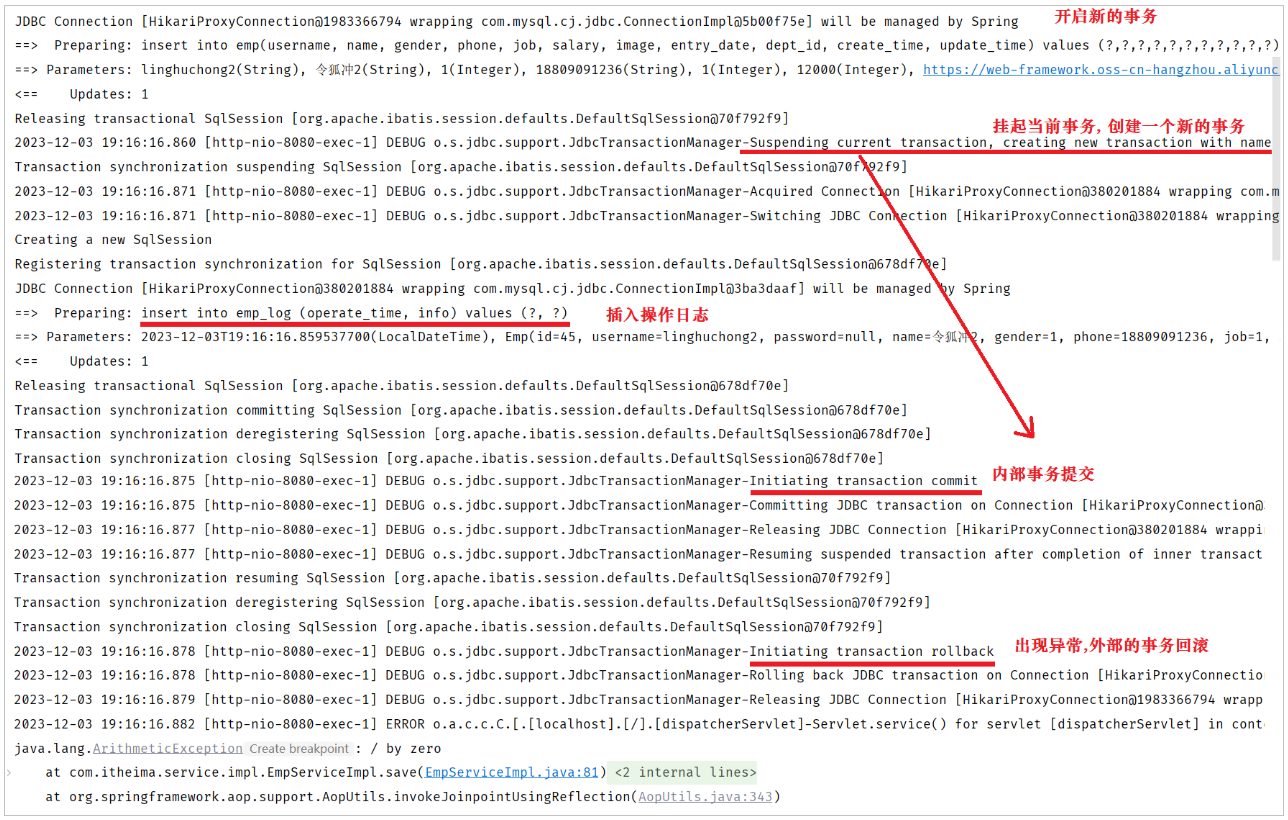 JDBC Connection [HikariProxyConnection@1983366794 wrapping com.mysql.cj.jdbc.ConnectionImpl@5b00f75e] will be managed by Spring 开启新的事务
==> Preparing: insert into emp(username, name, gender, phone, job, salary, image, entry_date, dept_id, create_time, update_time) values (?,?,?,?,?,?,?,?,?,?,?)
==> Parameters: linghuchong2(String), 令狐冲2(String), 1(Integer), 18809091236(String), 1(Integer), 12000(Integer), https://web-framework.oss-cn-hangzhou.aliyunc
<== Updates: 1
Releasing transactional SqlSession [org.apache.ibatis.session.defaults.DefaultSqlSession@70f792f9]
挂起当前事务, 创建一个新的事务
2023-12-03 19:16:16.860 [http-nio-8080-exec-1] DEBUG o.s.jdbc.support.JdbcTransactionManager-Suspending current transaction, creating new transaction with name
Transaction synchronization suspending SqlSession [org.apache.ibatis.session.defaults.DefaultSqlSession@70f792f9]
2023-12-03 19:16:16.871 [http-nio-8080-exec-1] DEBUG o.s.jdbc.support.JdbcTransactionManager-Acquired Connection [HikariProxyConnection@380201884 wrapping com.m
2023-12-03 19:16:16.871 [http-nio-8080-exec-1] DEBUG o.s.jdbc.support.JdbcTransactionManager-Switching JDBC Connection [HikariProxyConnection@380201884 wrapping
Creating a new SqlSession
Registering transaction synchronization for SqlSession [org.apache.ibatis.session.defaults.DefaultSqlSession@678df70e]
JDBC Connection [HikariProxyConnection@380201884 wrapping com.mysql.cj.jdbc.ConnectionImpl@3ba3daaf] will be managed by Spring
==> Preparing: insert into emp_log (operate_time, info) values (?, ?) 插入操作日志
==> Parameters: 2023-12-03T19:16:16.859537700(LocalDateTime), Emp(id=45, username=linghuchong2, password=null, name=令狐冲2, gender=1, phone=18809091236, job=1,
<== Updates: 1
Releasing transactional SqlSession [org.apache.ibatis.session.defaults.DefaultSqlSession@678df70e]
Transaction synchronization committing SqlSession [org.apache.ibatis.session.defaults.DefaultSqlSession@678df70e]
Transaction synchronization deregistering SqlSession [org.apache.ibatis.session.defaults.DefaultSqlSession@678df70e]
Transaction synchronization closing SqlSession [org.apache.ibatis.session.defaults.DefaultSqlSession@678df70e]
2023-12-03 19:16:16.875 [http-nio-8080-exec-1] DEBUG o.s.jdbc.support.JdbcTransactionManager-Initiating transaction commit 内部事务提交
2023-12-03 19:16:16.875 [http-nio-8080-exec-1] DEBUG o.s.jdbc.support.JdbcTransactionManager-Committing JDBC transaction on Connection [HikariProxyConnection@
2023-12-03 19:16:16.877 [http-nio-8080-exec-1] DEBUG o.s.jdbc.support.JdbcTransactionManager-Releasing JDBC Connection [HikariProxyConnection@380201884 wrappi
2023-12-03 19:16:16.877 [http-nio-8080-exec-1] DEBUG o.s.jdbc.support.JdbcTransactionManager-Resuming suspended transaction after completion of inner transact
Transaction synchronization resuming SqlSession [org.apache.ibatis.session.defaults.DefaultSqlSession@70f792f9]
Transaction synchronization deregistering SqlSession [org.apache.ibatis.session.defaults.DefaultSqlSession@70f792f9]
Transaction synchronization closing SqlSession [org.apache.ibatis.session.defaults.DefaultSqlSession@70f792f9]
2023-12-03 19:16:16.878 [http-nio-8080-exec-1] DEBUG o.s.jdbc.support.JdbcTransactionManager-Initiating transaction rollback 出现异常,外部的事务回滚
2023-12-03 19:16:16.878 [http-nio-8080-exec-1] DEBUG o.s.jdbc.support.JdbcTransactionManager-Rolling back JDBC transaction on Connection [HikariProxyConnection
2023-12-03 19:16:16.879 [http-nio-8080-exec-1] DEBUG o.s.jdbc.support.JdbcTransactionManager-Releasing JDBC Connection [HikariProxyConnection@1983366794 wrapp
2023-12-03 19:16:16.882 [http-nio-8080-exec-1] ERROR o.a.c.c.C.[.[localhost].[/].[dispatcherServlet]-Servlet.service() for servlet [dispatcherServlet] in cont
java.lang.ArithmeticException Create breakpoint : / by zero
at com.itheima.service.impl.EmpServiceImpl.save(EmpServiceImpl.java:81) <2 internal lines>
at org.springframework.aop.support.AopUtils.invokeJoinpointUsingReflection(AopUtils.java:343)